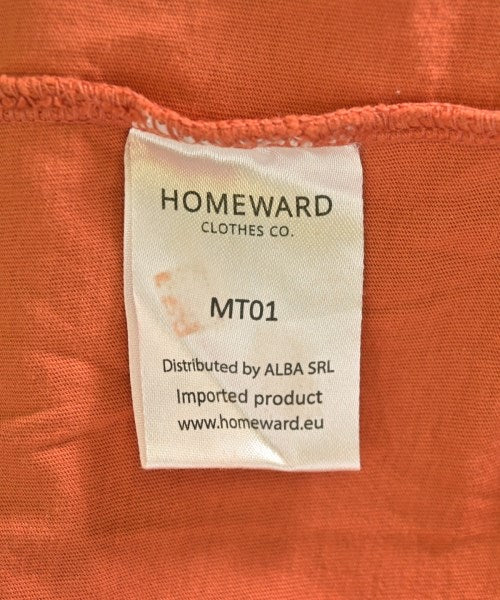 HOMEWARD
CLOTHES CO.
MT01
Distributed by ALBA SRL
Imported product
www.homeward.eu